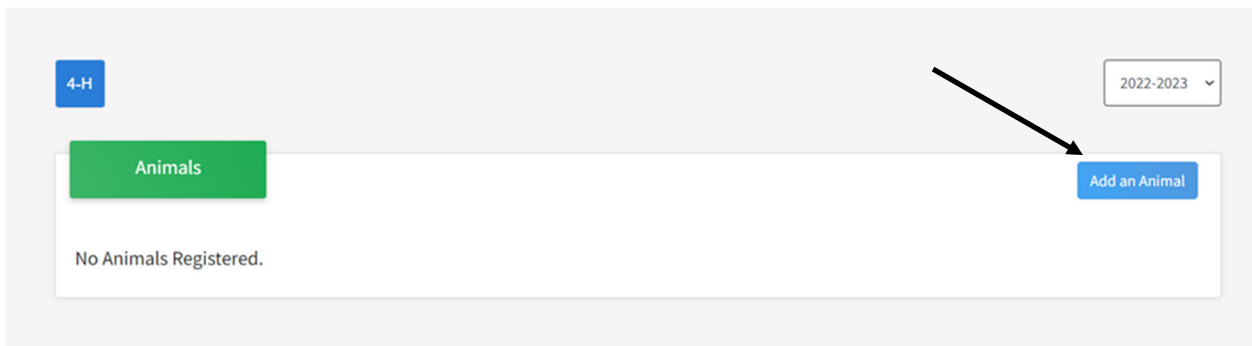 4-H
2022-2023
Animals
Add an Animal
No Animals Registered.